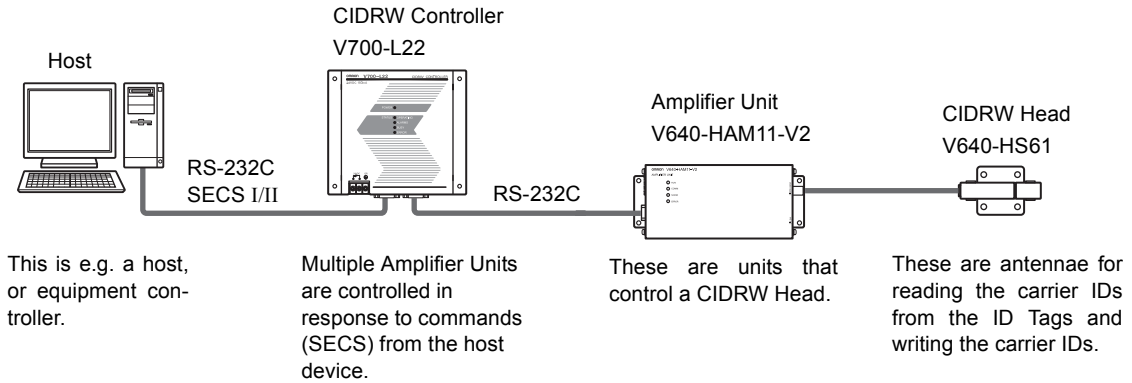 CIDRW Controller
V700-L22
Host
Amplifier Unit
V640-HAM11-V2
CIDRW Head
V640-HS61
RS-232C
SECS I/II
RS-232C
This is e.g. a host,
or equipment con-
troller.
Multiple Amplifier Units
are controlled in
response to commands
(SECS) from the host
device.
These are units that
control a CIDRW Head.
These are antennae for
reading the carrier IDs
from the ID Tags and
writing the carrier IDs.